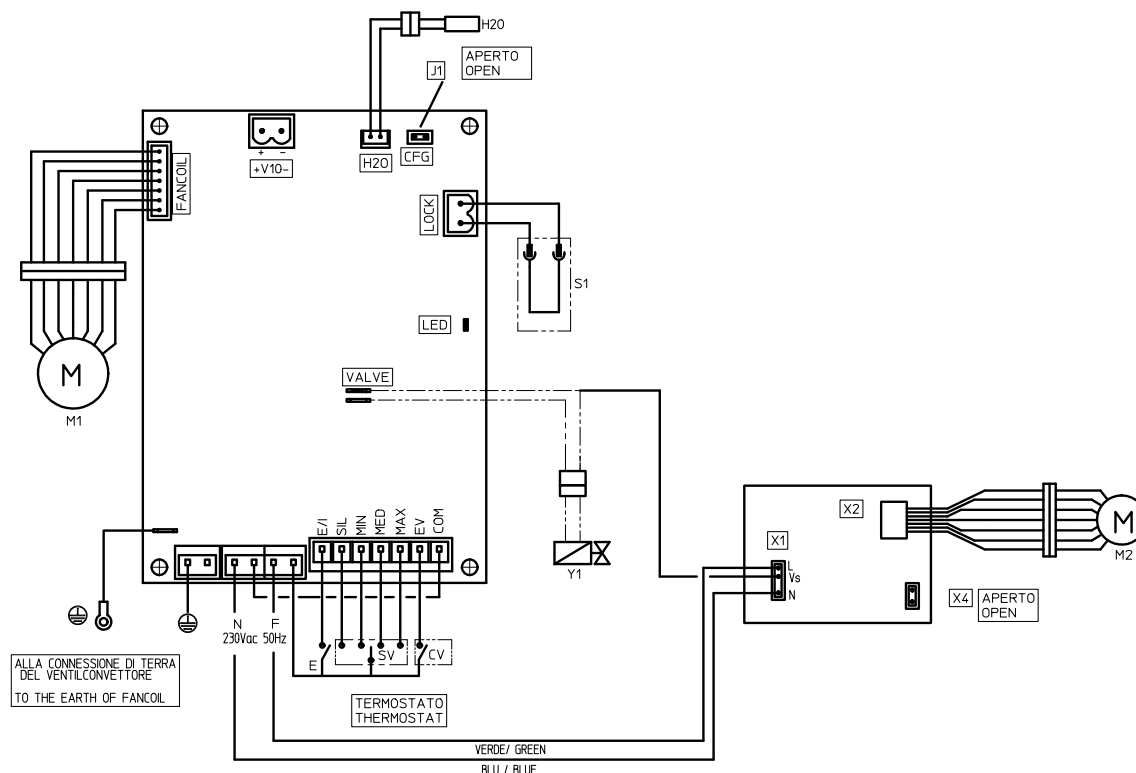 H20
J1
APERTO
OPEN
+ -
+V10-
H20
CFG
FANCOIL
LOCK
S1
LED
M
M1
VALVE
Y1
E/I
SIL
MIN
MED
MAX
EV
COM
X2
X1
L
Vs
N
M
M2
X4
APERTO
OPEN
N F
230Vac 50Hz
E
SV
CV
ALLA CONNESSIONE DI TERRA
DEL VENTILCONVETTORE
TO THE EARTH OF FANCOIL
TERMOSTATO
THERMOSTAT
VERDE/ GREEN
BLU / BLUE